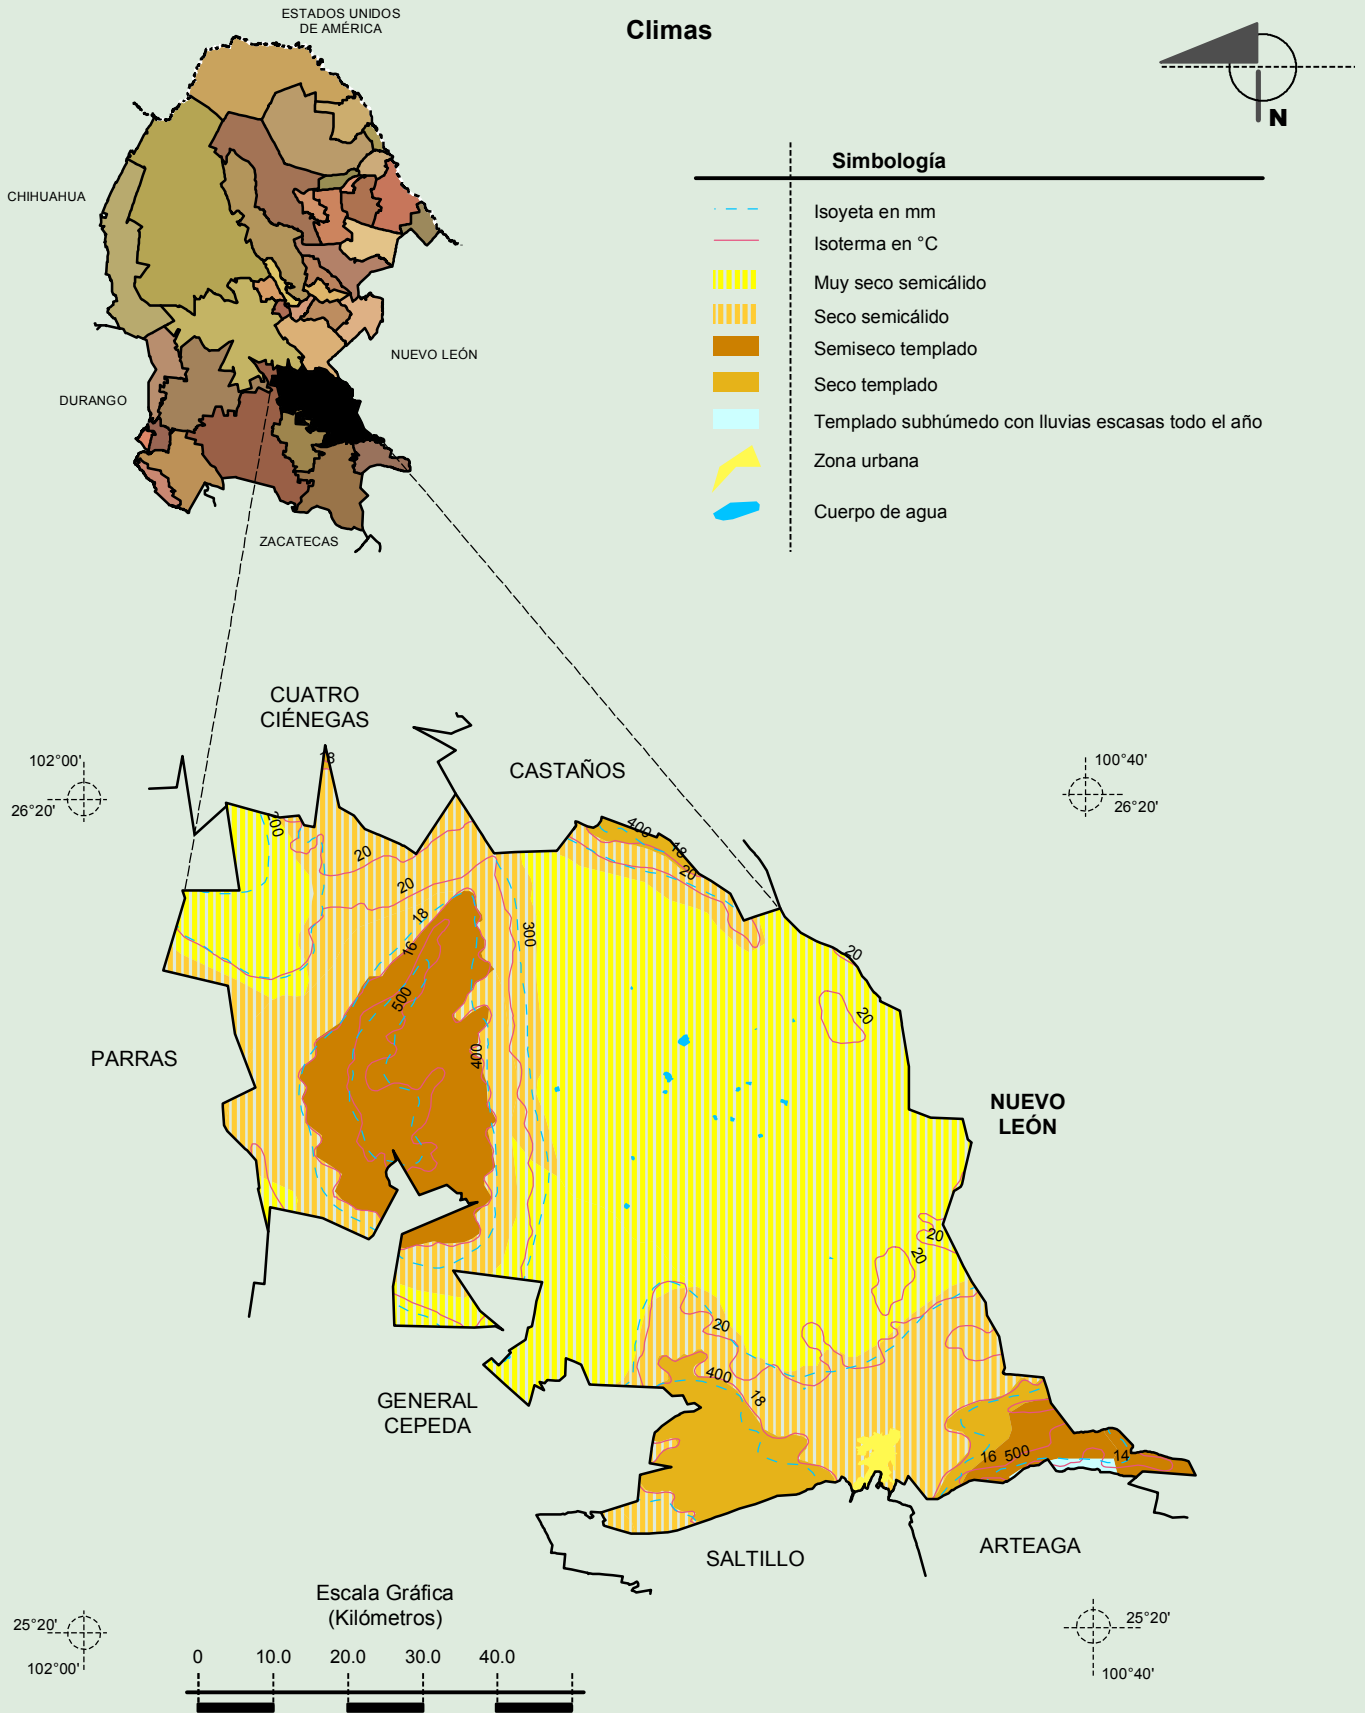 Climas
ESTADOS UNIDOS
DE AMÉRICA
N
CHIHUAHUA
NUEVO LEÓN
DURANGO
ZACATECAS
Simbología
Isoyeta en mm
Isoterma en °C
Muy seco semicálido
Seco semicálido
Semiseco templado
Seco templado
Templado subhúmedo con lluvias escasas todo el año
Zona urbana
Cuerpo de agua
CUATRO
CIÉNEGAS
CASTAÑOS
102°00'
26°20'
100°40'
26°20'
18
200
20
20
18
16
500
400
300
400
18
20
20
20
PARRAS
NUEVO
LEÓN
20
20
20
400
18
16
500
14
GENERAL
CEPEDA
SALTILLO
ARTEAGA
Escala Gráfica
(Kilómetros)
0
10.0
20.0
30.0
40.0
25°20'
102°00'
25°20'
100°40'